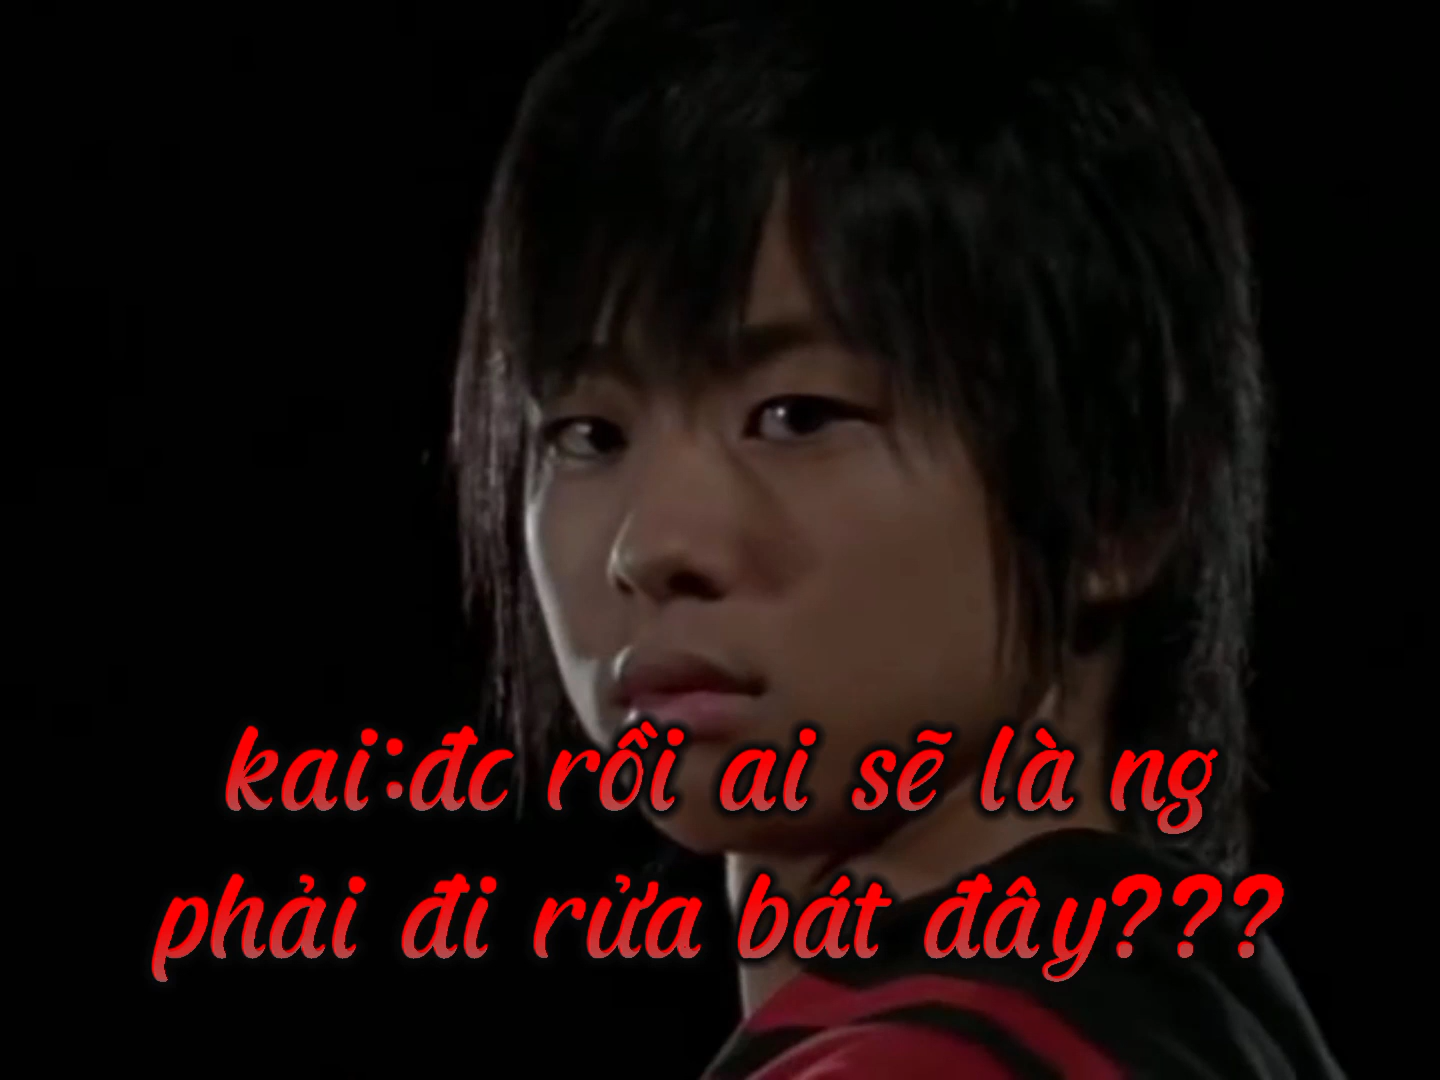 kai:đc rồi ai sẽ là ng
phải đi rửa bát đây???